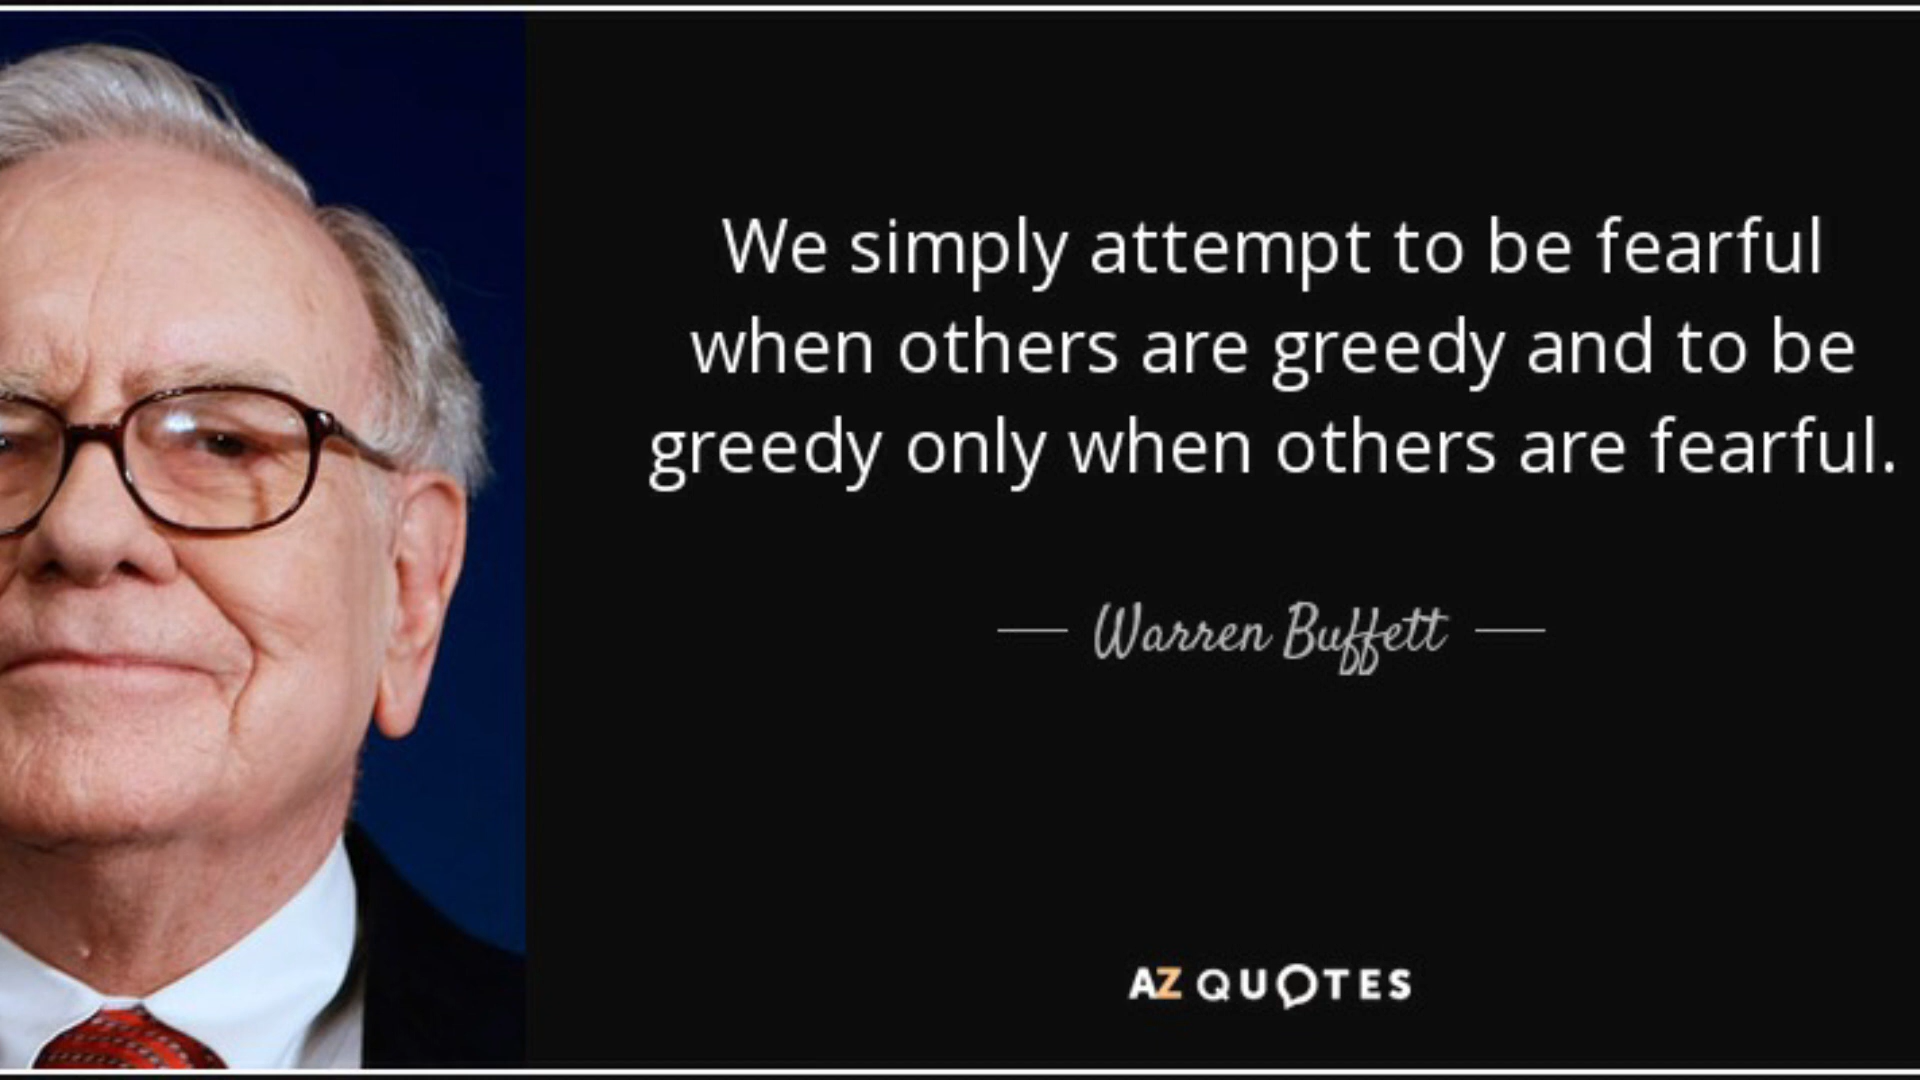 We simply attempt to be fearful
when others are greedy and to be
greedy only when others are fearful.
Warren Buffett
AZ QUOTES